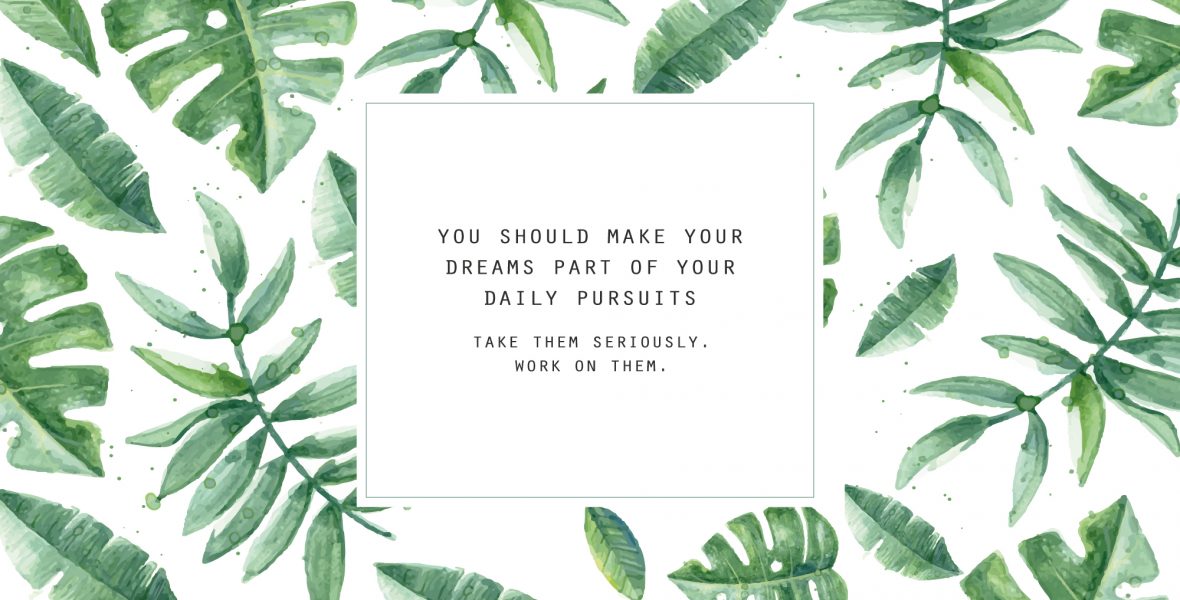 YOU SHOULD MAKE YOUR
DREAMS PART OF YOUR
DAILY PURSUITS
TAKE THEM SERIOUSLY.
WORK ON THEM.